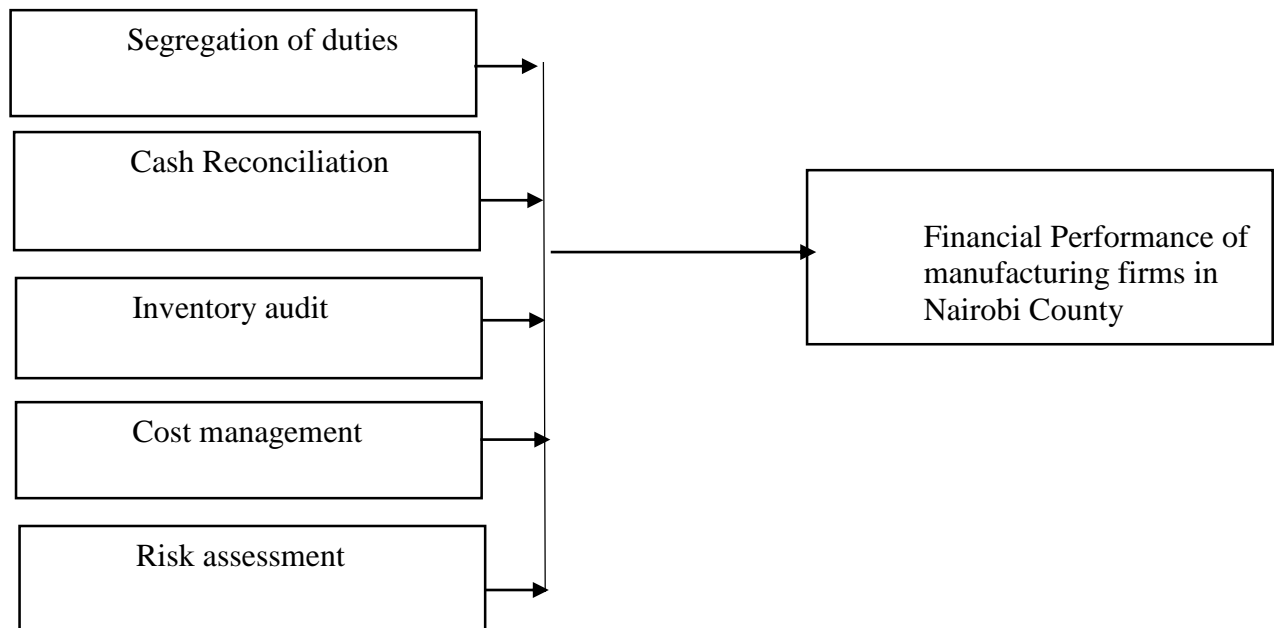 Segregation of duties
Cash Reconciliation
Inventory audit
Cost management
Risk assessment
Financial Performance of
manufacturing firms in
Nairobi County